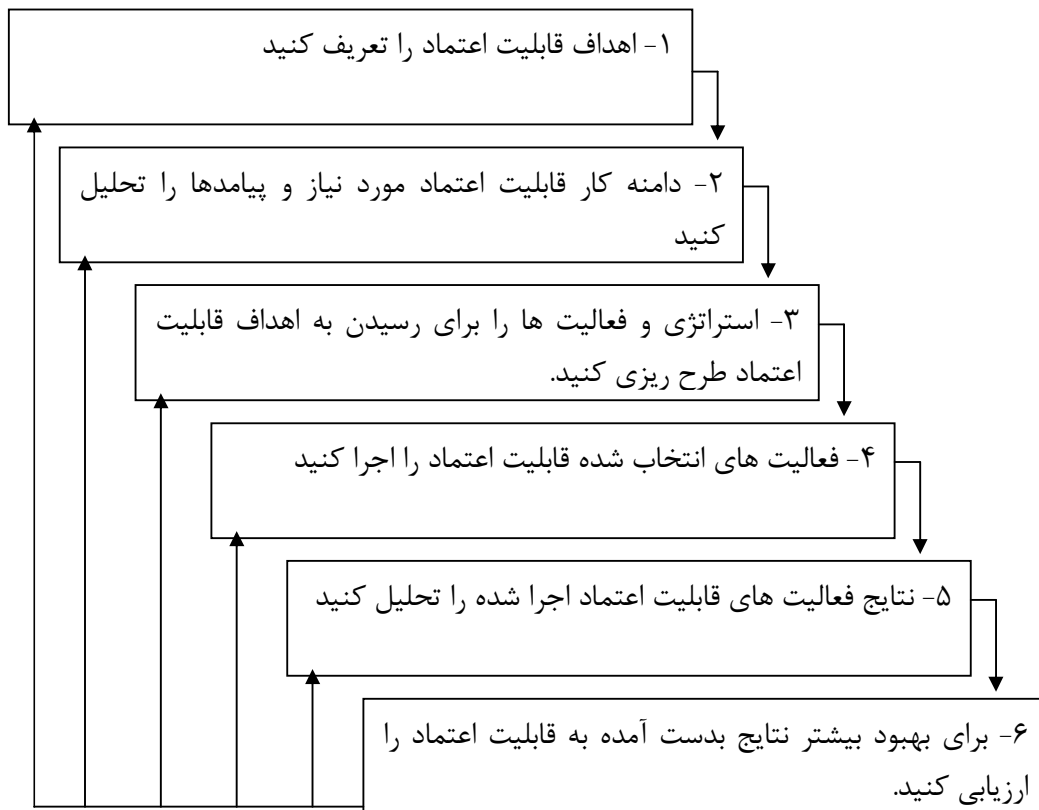 ۱- اهداف قابلیت اعتماد را تعریف کنید
۲- دامنه کار قابلیت اعتماد مورد نیاز و پیامدها را تحلیل
کنید
۳- استراتژی و فعالیت ها را برای رسیدن به اهداف قابلیت
اعتماد طرح ریزی کنید.
۴- فعالیت های انتخاب شده قابلیت اعتماد را اجرا کنید
۵- نتایج فعالیت های قابلیت اعتماد اجرا شده را تحلیل کنید
۶- برای بهبود بیشتر نتایج بدست آمده به قابلیت اعتماد را
ارزیابی کنید.